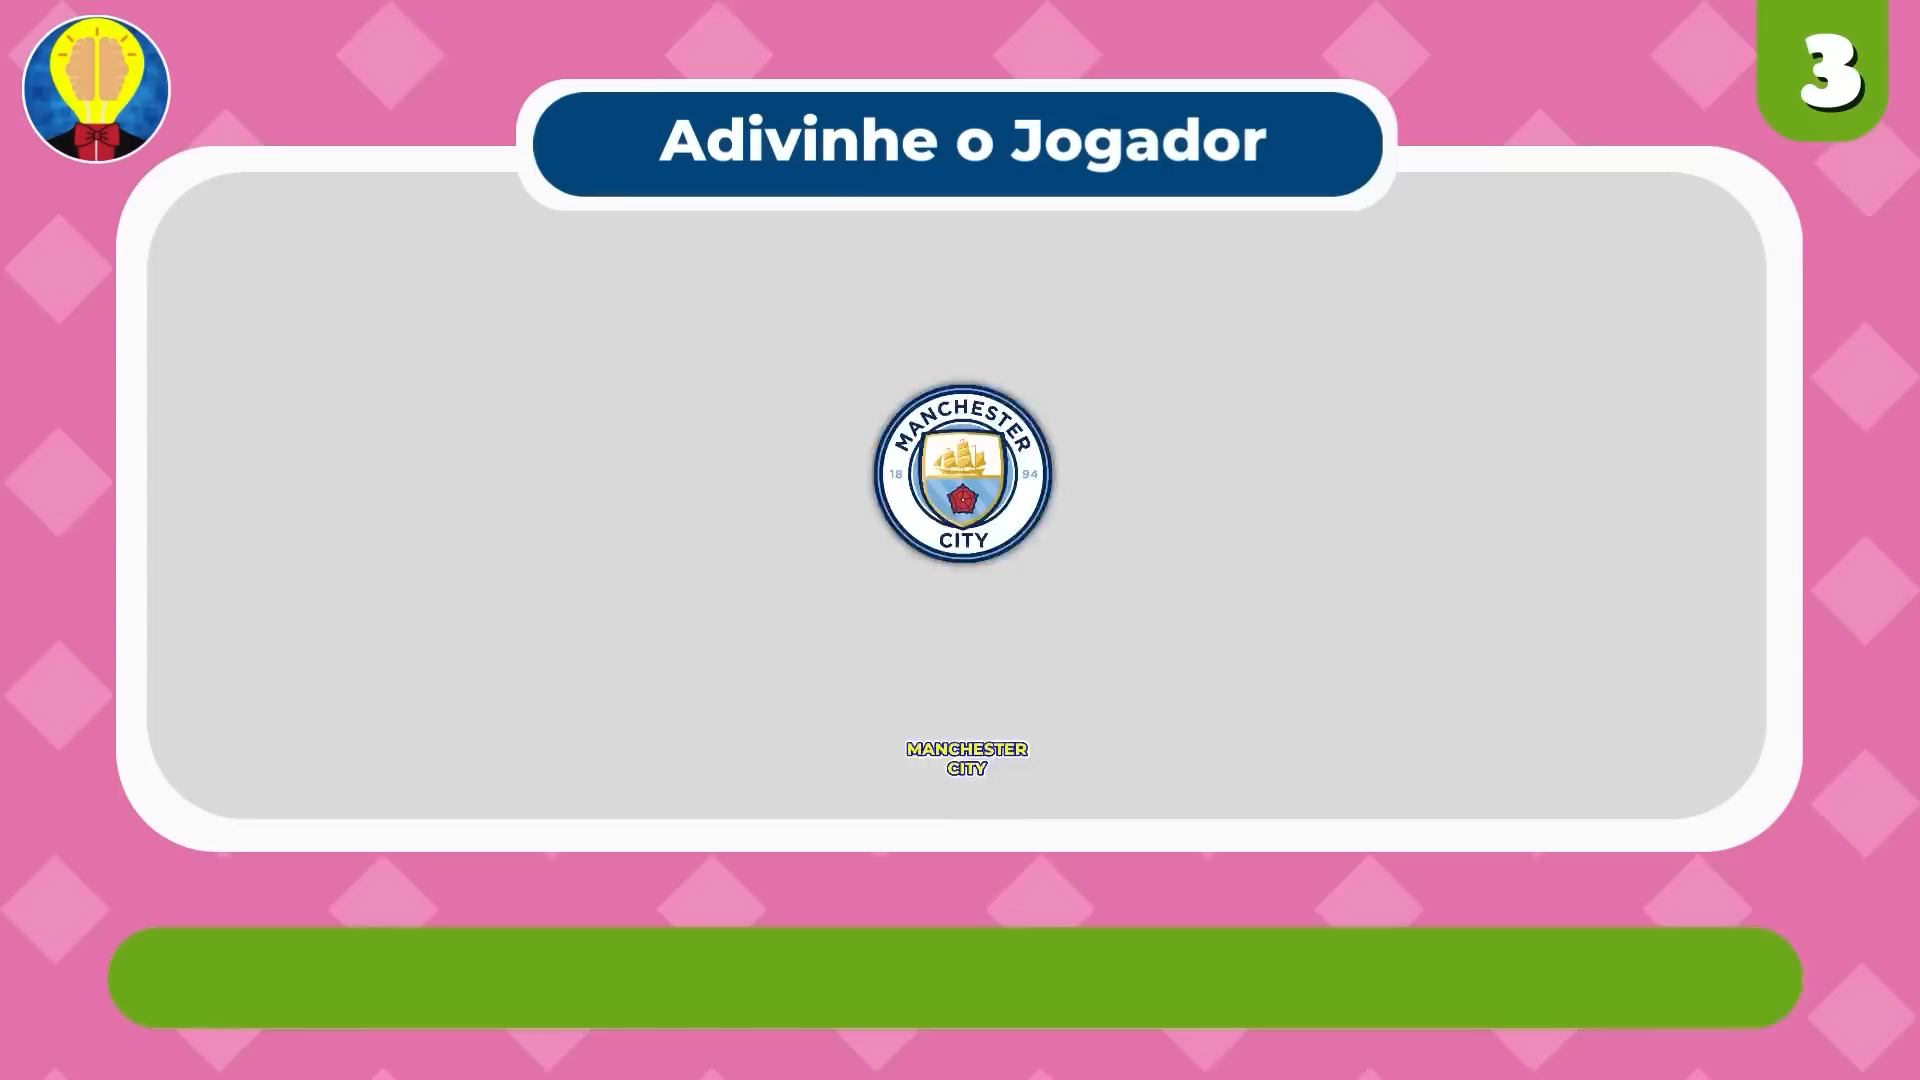 3
Adivinhe o Jogador
MANCHESTER
18 94
CITY
MANCHESTER
CITY